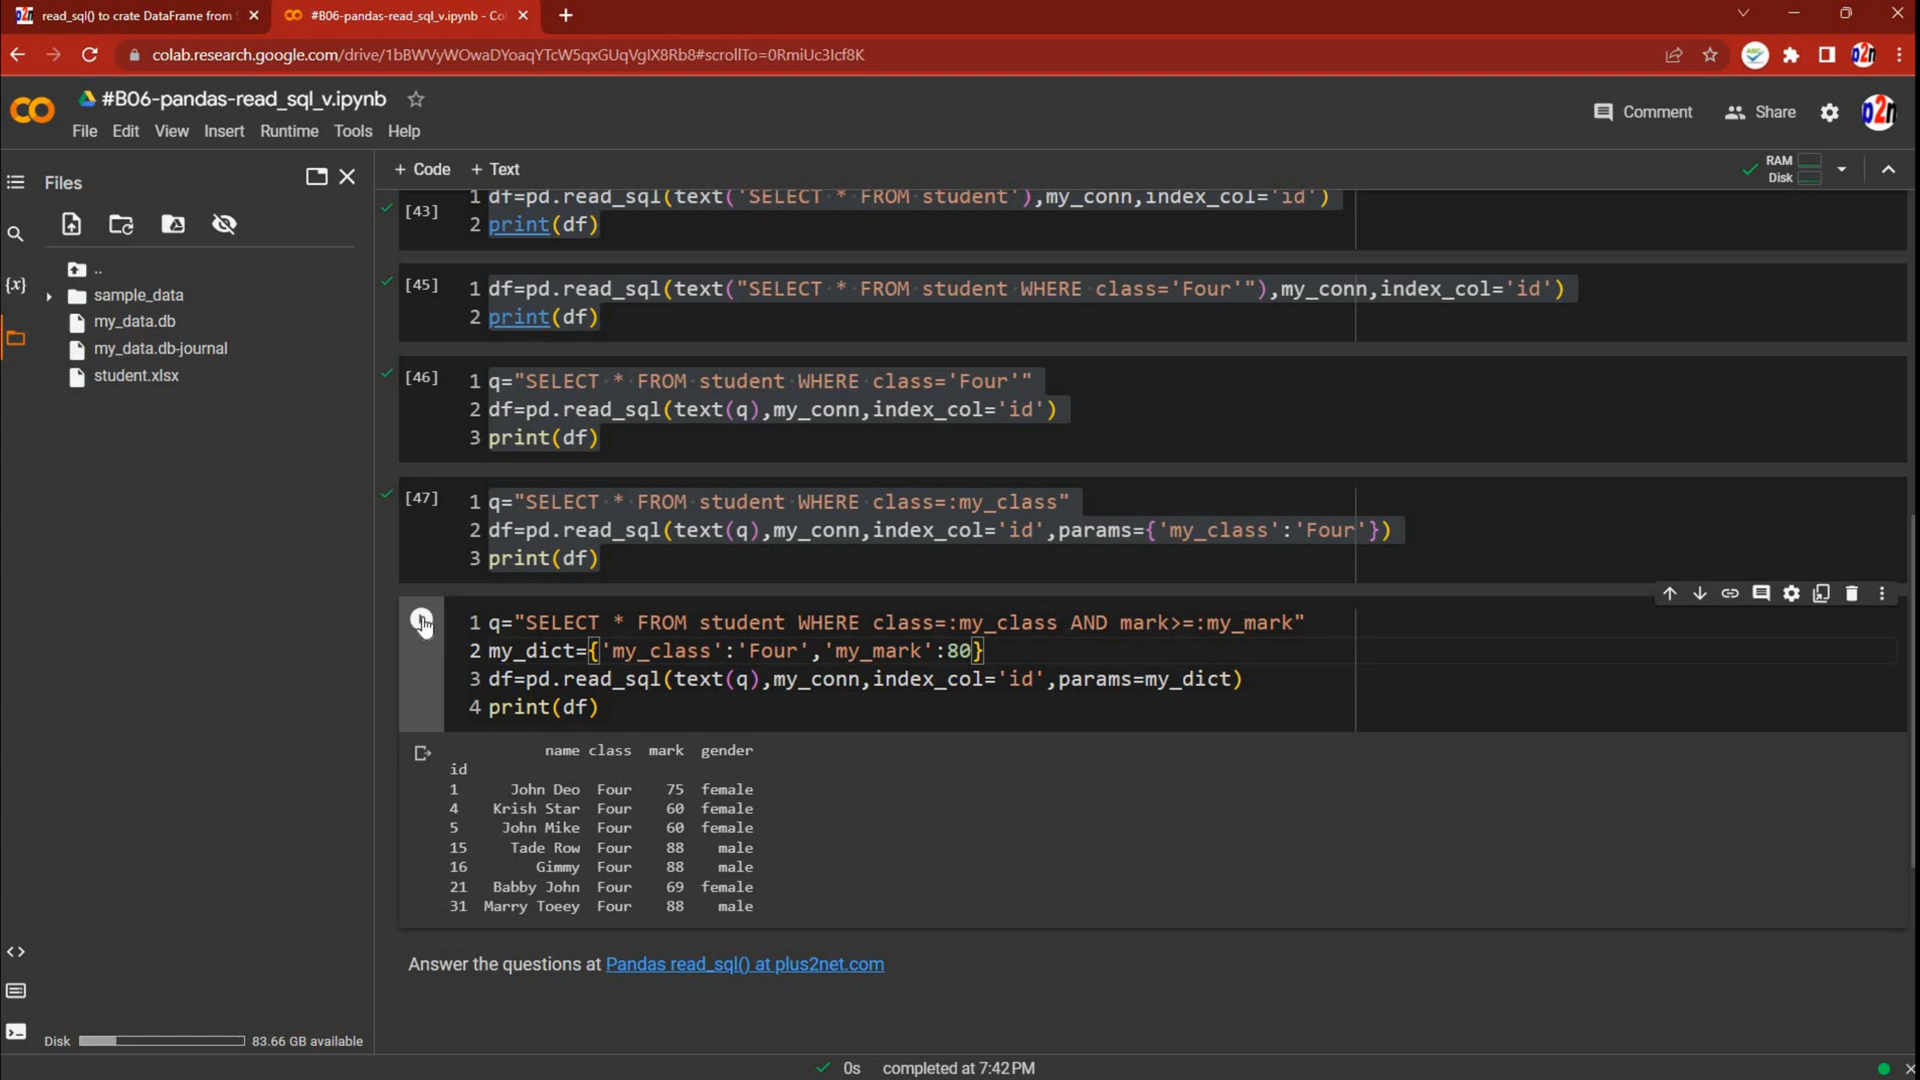 read_sql() to crate DataFrame from
#B06-pandas-read_sql_v.ipynb - Co
colab.research.google.com/drive/1bBWVyWOwaDYoaqYTcW5qxGUqVgIX8Rb8#scrollTo=0RmiUc3Icf8K
#B06-pandas-read_sql_v.ipynb
File Edit View Insert Runtime Tools Help
Comment Share
Files
+ Code + Text
RAM
Disk
..
sample_data
my_data.db
my_data.db-journal
student.xlsx
[43]
1 df=pd.read_sql(text('SELECT * FROM student'),my_conn,index_col='id')
2 print(df)
[45]
1 df=pd.read_sql(text("SELECT * FROM student WHERE class='Four'"),my_conn,index_col='id')
2 print(df)
[46]
1 q="SELECT * FROM student WHERE class='Four'"
2 df=pd.read_sql(text(q),my_conn,index_col='id')
3 print(df)
[47]
1 q="SELECT * FROM student WHERE class=:my_class"
2 df=pd.read_sql(text(q),my_conn,index_col='id',params={'my_class':'Four'})
3 print(df)
1 q="SELECT * FROM student WHERE class=:my_class AND mark>=:my_mark"
2 my_dict={'my_class':'Four','my_mark':80}
3 df=pd.read_sql(text(q),my_conn,index_col='id',params=my_dict)
4 print(df)
name class mark gender
id
1 John Deo Four 75 female
4 Krish Star Four 60 female
5 John Mike Four 60 female
15 Tade Row Four 88 male
16 Gimmy Four 88 male
21 Babby John Four 69 female
31 Marry Toeey Four 88 male
Answer the questions at Pandas read_sql() at plus2net.com
Disk 83.66 GB available
0s completed at 7:42 PM